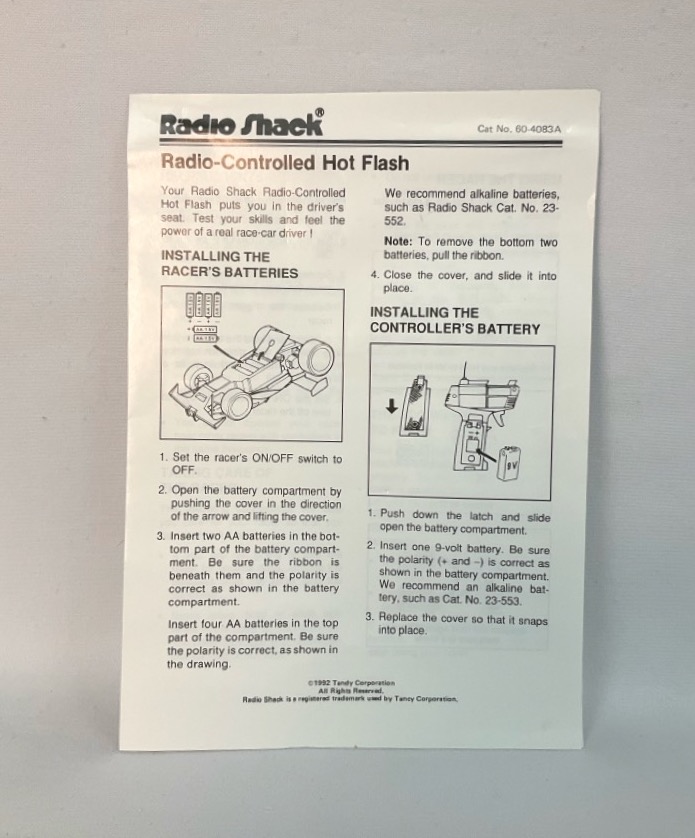 Radio Shack®
Cat No. 60-4083A
Radio-Controlled Hot Flash
Your Radio Shack Radio-Controlled
Hot Flash puts you in the driver's
seat. Test your skills and feel the
power of a real race-car driver !
INSTALLING THE
RACER'S BATTERIES
1. Set the racer's ON/OFF switch to
OFF.
2. Open the battery compartment by
pushing the cover in the direction
of the arrow and lifting the cover.
3. Insert two AA batteries in the bot-
tom part of the battery compart-
ment. Be sure the ribbon is
beneath them and the polarity is
correct as shown in the battery
compartment.
Insert four AA batteries in the top
part of the compartment. Be sure
the polarity is correct, as shown in
the drawing.
We recommend alkaline batteries,
such as Radio Shack Cat. No. 23-
552.
Note: To remove the bottom two
batteries, pull the ribbon.
4. Close the cover, and slide it into
place.
INSTALLING THE
CONTROLLER'S BATTERY
9 V
1. Push down the latch and slide
open the battery compartment.
2. Insert one 9-volt battery. Be sure
the polarity (+ and –) is correct as
shown in the battery compartment.
We recommend an alkaline bat-
tery, such as Cat. No. 23-553.
3. Replace the cover so that it snaps
into place.
©1992 Tandy Corporation
All Rights Reserved.
Radio Shack is a registered trademark used by Tandy Corporation.